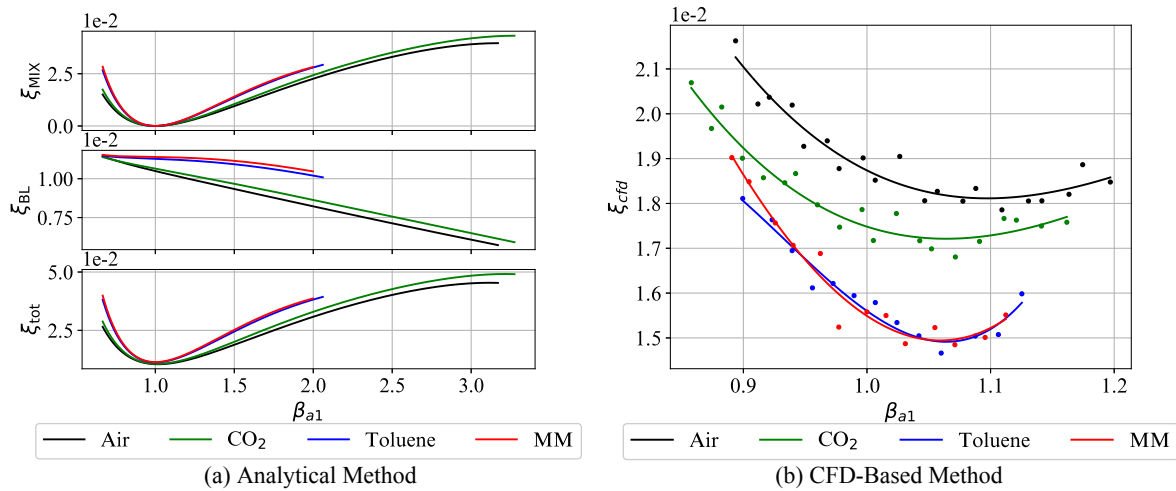 1e-2
ξMIX
2.5
0.0
1e-2
ξBL
1.00
0.75
1e-2
ξtot
5.0
2.5
1.0 1.5 2.0 2.5 3.0
βa1
Air CO₂ Toluene MM
(a) Analytical Method
1e-2
ξcfd
2.1
2.0
1.9
1.8
1.7
1.6
1.5
0.9 1.0 1.1 1.2
βa1
Air CO₂ Toluene MM
(b) CFD-Based Method